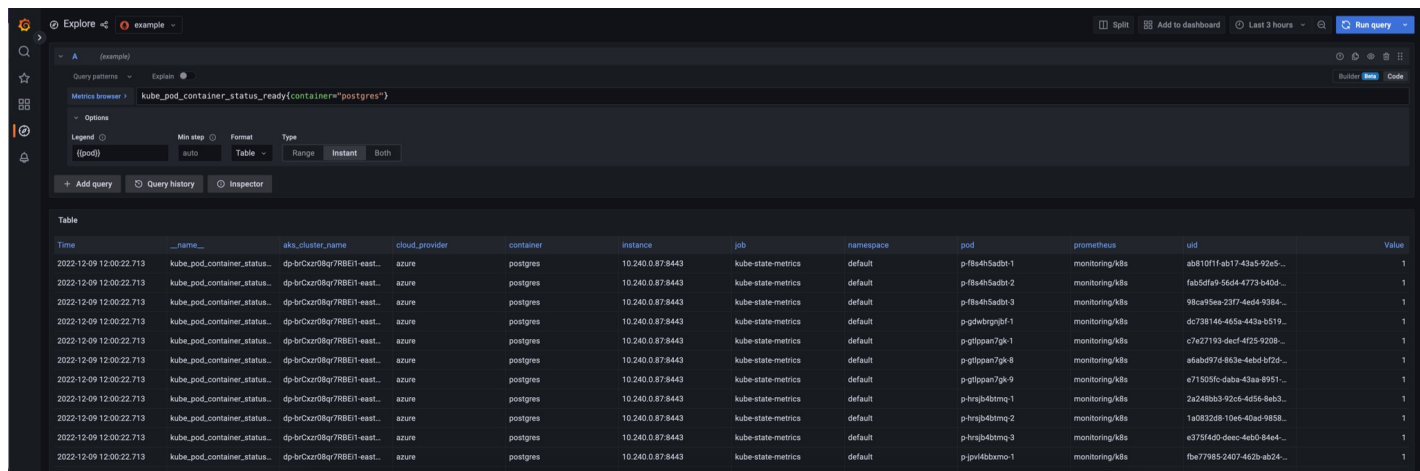 Explore example Split Add to dashboard Last 3 hours Run query
A (example)
Query patterns Explain Builder Beta Code
Metrics browser > kube_pod_container_status_ready{container="postgres"}
Options
Legend Min step Format Type
{{pod}} auto Table Range Instant Both
+ Add query Query history Inspector
Table
Time __name__ aks_cluster_name cloud_provider container instance job namespace pod prometheus uid Value
2022-12-09 12:00:22.713 kube_pod_container_status... dp-brCxzr08qr7RBEi1-east... azure postgres 10.240.0.87:8443 kube-state-metrics default p-f8s4h5adbt-1 monitoring/k8s ab810f1f-ab17-43a5-92e5-... 1
2022-12-09 12:00:22.713 kube_pod_container_status... dp-brCxzr08qr7RBEi1-east... azure postgres 10.240.0.87:8443 kube-state-metrics default p-f8s4h5adbt-2 monitoring/k8s fab5dfa9-56d4-4773-b40d-... 1
2022-12-09 12:00:22.713 kube_pod_container_status... dp-brCxzr08qr7RBEi1-east... azure postgres 10.240.0.87:8443 kube-state-metrics default p-f8s4h5adbt-3 monitoring/k8s 98ca95ea-23f7-4ed4-9384-... 1
2022-12-09 12:00:22.713 kube_pod_container_status... dp-brCxzr08qr7RBEi1-east... azure postgres 10.240.0.87:8443 kube-state-metrics default p-gdwbrgnjbf-1 monitoring/k8s dc738146-465a-443a-b519... 1
2022-12-09 12:00:22.713 kube_pod_container_status... dp-brCxzr08qr7RBEi1-east... azure postgres 10.240.0.87:8443 kube-state-metrics default p-gtlppan7gk-1 monitoring/k8s c7e27193-decf-4f25-9208-... 1
2022-12-09 12:00:22.713 kube_pod_container_status... dp-brCxzr08qr7RBEi1-east... azure postgres 10.240.0.87:8443 kube-state-metrics default p-gtlppan7gk-8 monitoring/k8s a6abd97d-863e-4ebd-bf2d-... 1
2022-12-09 12:00:22.713 kube_pod_container_status... dp-brCxzr08qr7RBEi1-east... azure postgres 10.240.0.87:8443 kube-state-metrics default p-gtlppan7gk-9 monitoring/k8s e71505fc-daba-43aa-8951-... 1
2022-12-09 12:00:22.713 kube_pod_container_status... dp-brCxzr08qr7RBEi1-east... azure postgres 10.240.0.87:8443 kube-state-metrics default p-hrsjb4btmq-1 monitoring/k8s 2a248bb3-92c6-4d56-8eb3... 1
2022-12-09 12:00:22.713 kube_pod_container_status... dp-brCxzr08qr7RBEi1-east... azure postgres 10.240.0.87:8443 kube-state-metrics default p-hrsjb4btmq-2 monitoring/k8s 1a0832d8-10e6-40ad-9858... 1
2022-12-09 12:00:22.713 kube_pod_container_status... dp-brCxzr08qr7RBEi1-east... azure postgres 10.240.0.87:8443 kube-state-metrics default p-hrsjb4btmq-3 monitoring/k8s e375f4d0-deec-4eb0-84e4-... 1
2022-12-09 12:00:22.713 kube_pod_container_status... dp-brCxzr08qr7RBEi1-east... azure postgres 10.240.0.87:8443 kube-state-metrics default p-jpvl4bbxmo-1 monitoring/k8s fbe77985-2407-462b-ab24-... 1